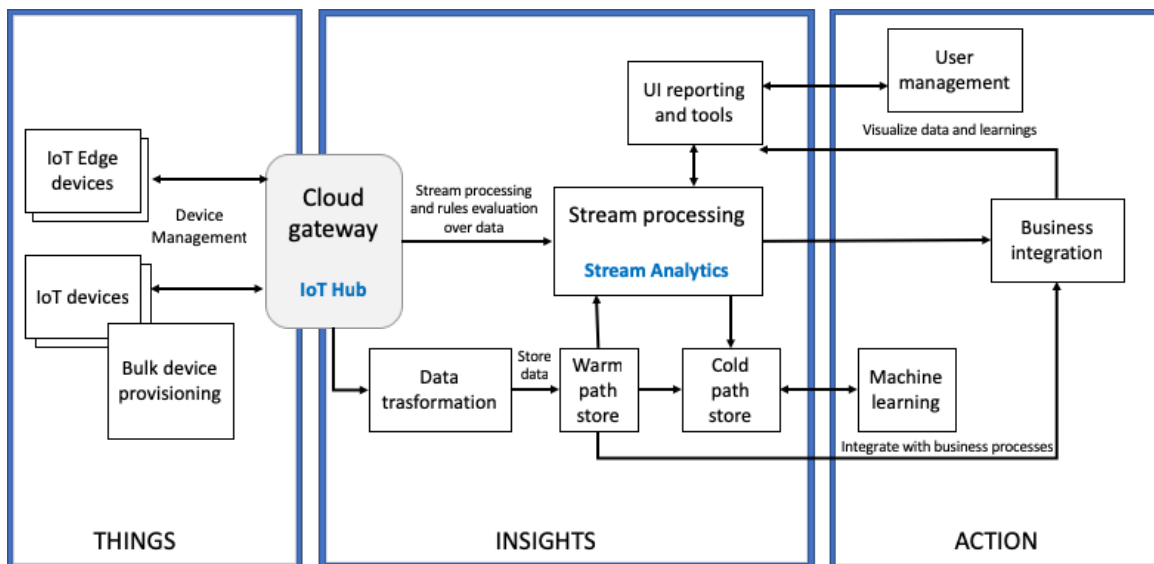 IoT Edge
devices
Device
Management
IoT devices
Bulk device
provisioning
THINGS
Cloud
gateway
IoT Hub
Stream processing
and rules evaluation
over data
UI reporting
and tools
Stream processing
Stream Analytics
Data
trasformation
Store
data
Warm
path
store
Cold
path
store
INSIGHTS
User
management
Visualize data and learnings
Business
integration
Machine
learning
Integrate with business processes
ACTION